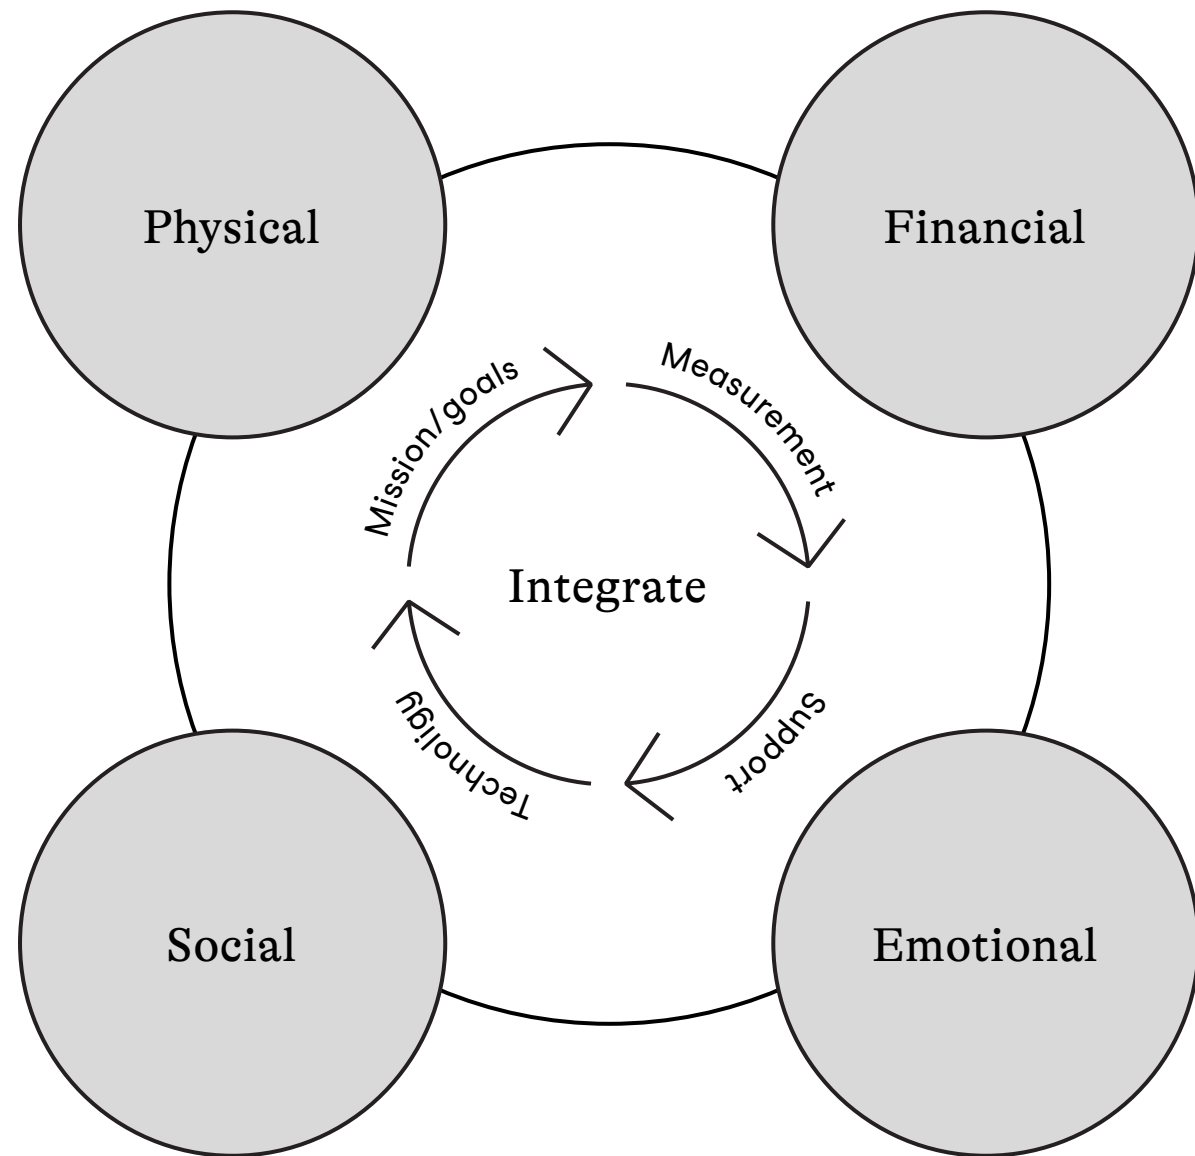 Physical
Financial
Mission/goals
Measurement
Integrate
Technoligy
Support
Social
Emotional